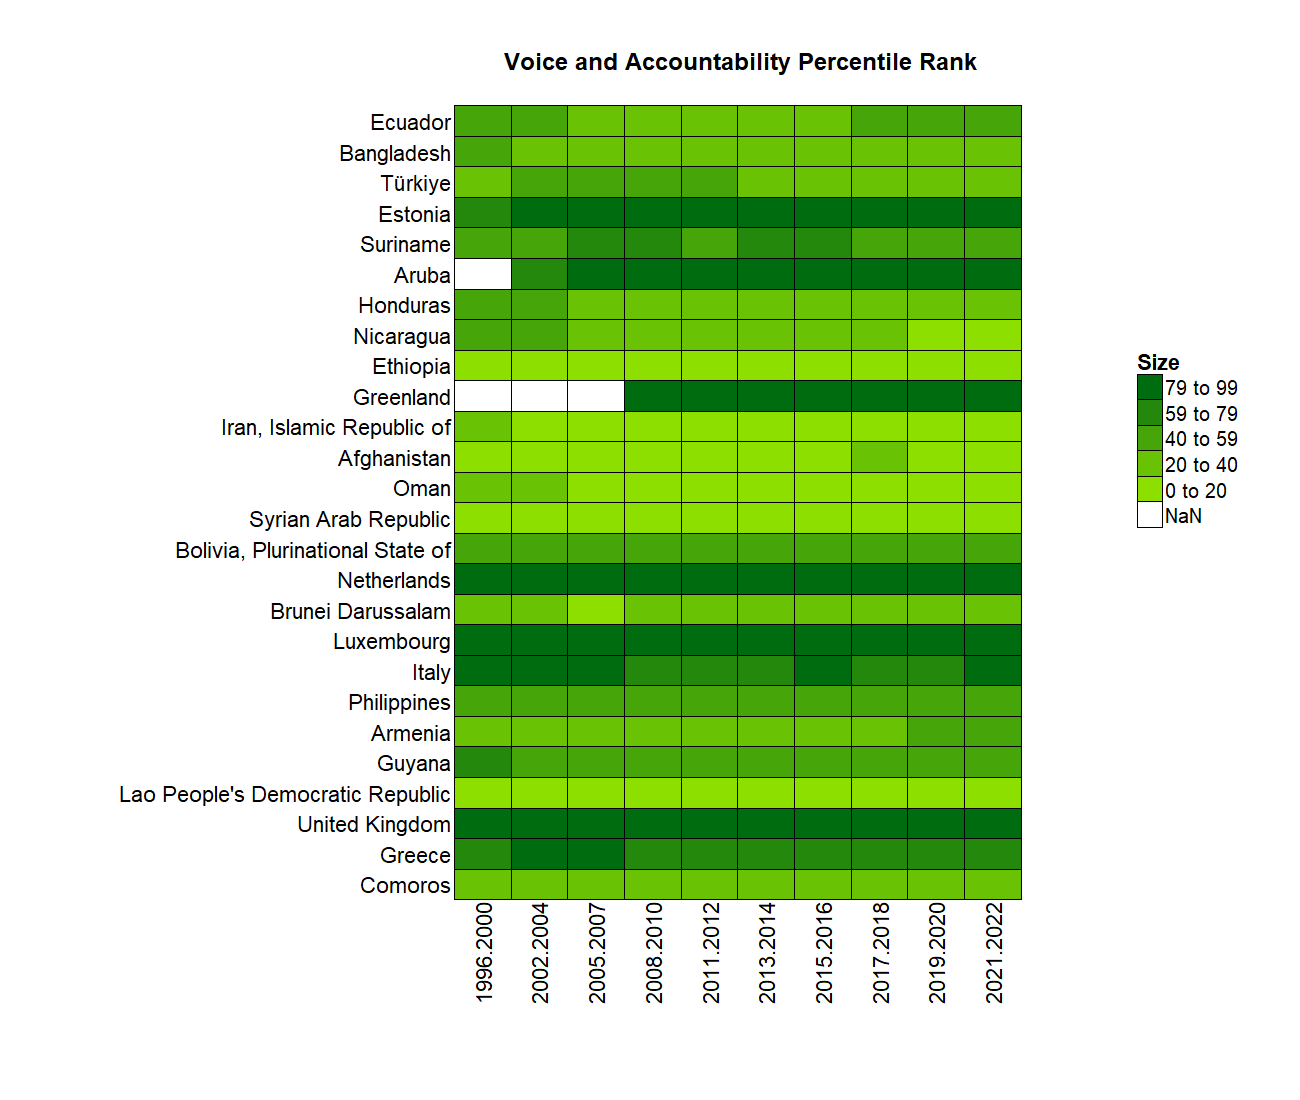 Voice and Accountability Percentile Rank
Ecuador
Bangladesh
Türkiye
Estonia
Suriname
Aruba
Honduras
Nicaragua
Ethiopia
Greenland
Iran, Islamic Republic of
Afghanistan
Oman
Syrian Arab Republic
Bolivia, Plurinational State of
Netherlands
Brunei Darussalam
Luxembourg
Italy
Philippines
Armenia
Guyana
Lao People's Democratic Republic
United Kingdom
Greece
Comoros
1996.2000
2002.2004
2005.2007
2008.2010
2011.2012
2013.2014
2015.2016
2017.2018
2019.2020
2021.2022
Size
79 to 99
59 to 79
40 to 59
20 to 40
0 to 20
NaN